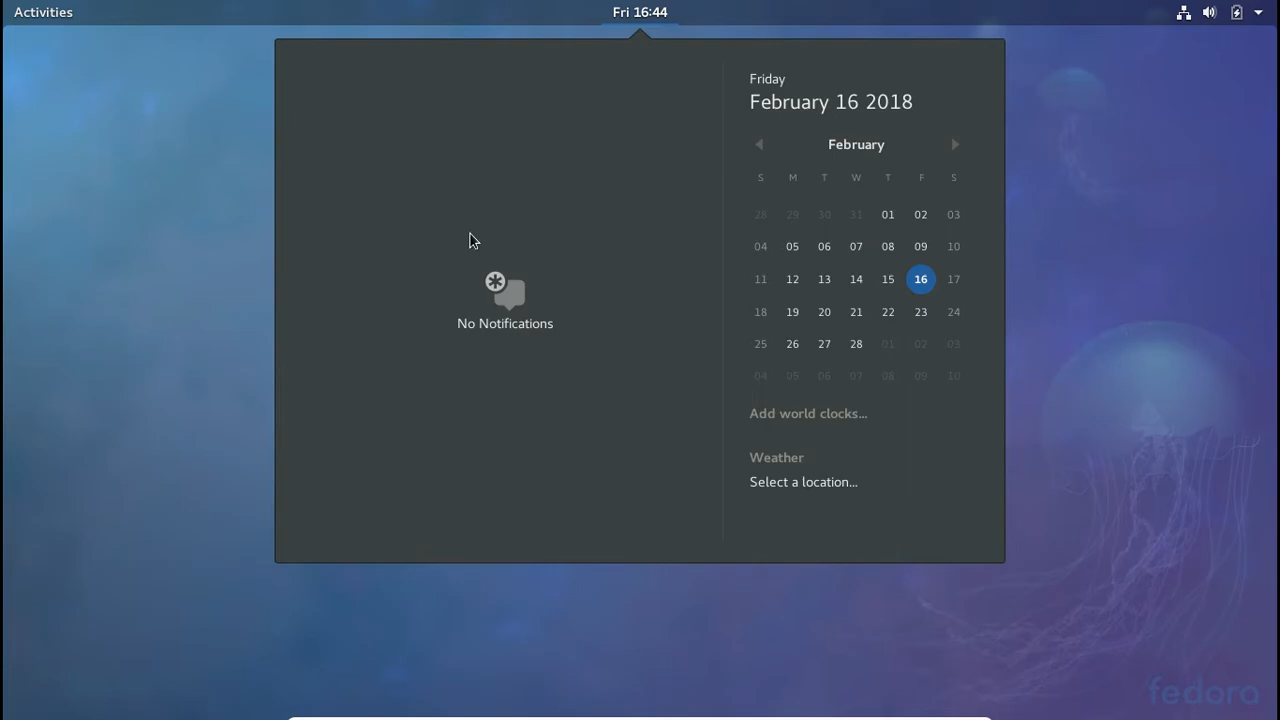 Activities
Fri 16:44
Friday
February 16 2018
February
S M T W T F S
28 29 30 31 01 02 03
04 05 06 07 08 09 10
11 12 13 14 15 16 17
18 19 20 21 22 23 24
25 26 27 28 01 02 03
04 05 06 07 08 09 10
No Notifications
Add world clocks...
Weather
Select a location...
fedora